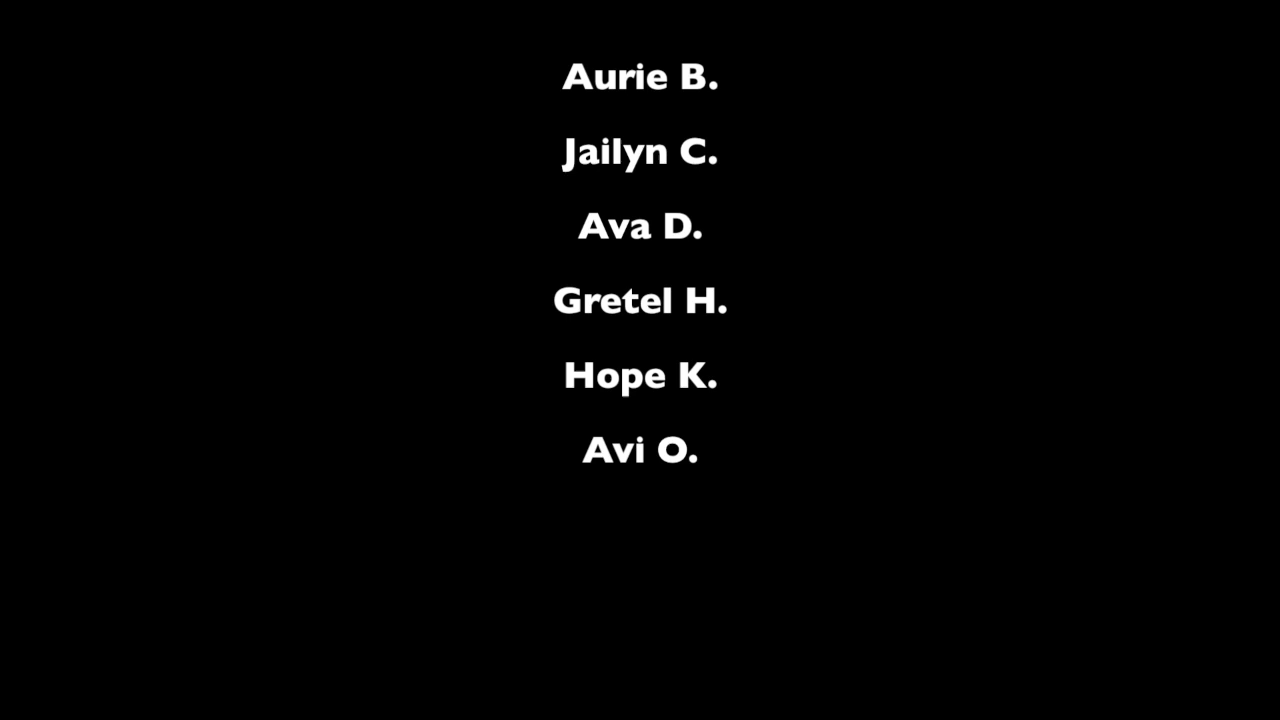 Aurie B.
Jailyn C.
Ava D.
Gretel H.
Hope K.
Avi O.